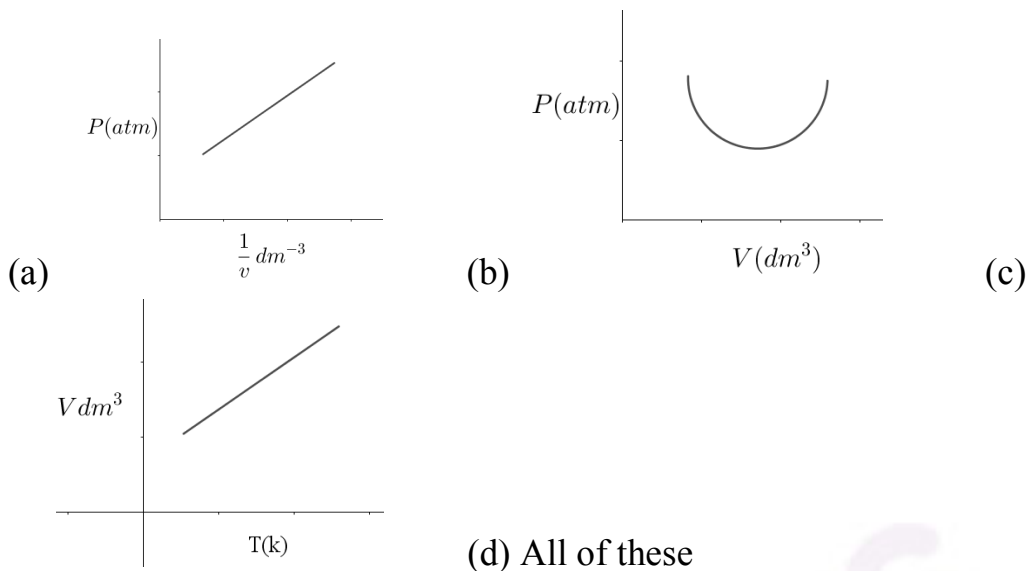 P(atm)
1/v dm⁻³
(a)
P(atm)
V(dm³)
(b)
(c)
V dm³
T(k)
(d) All of these